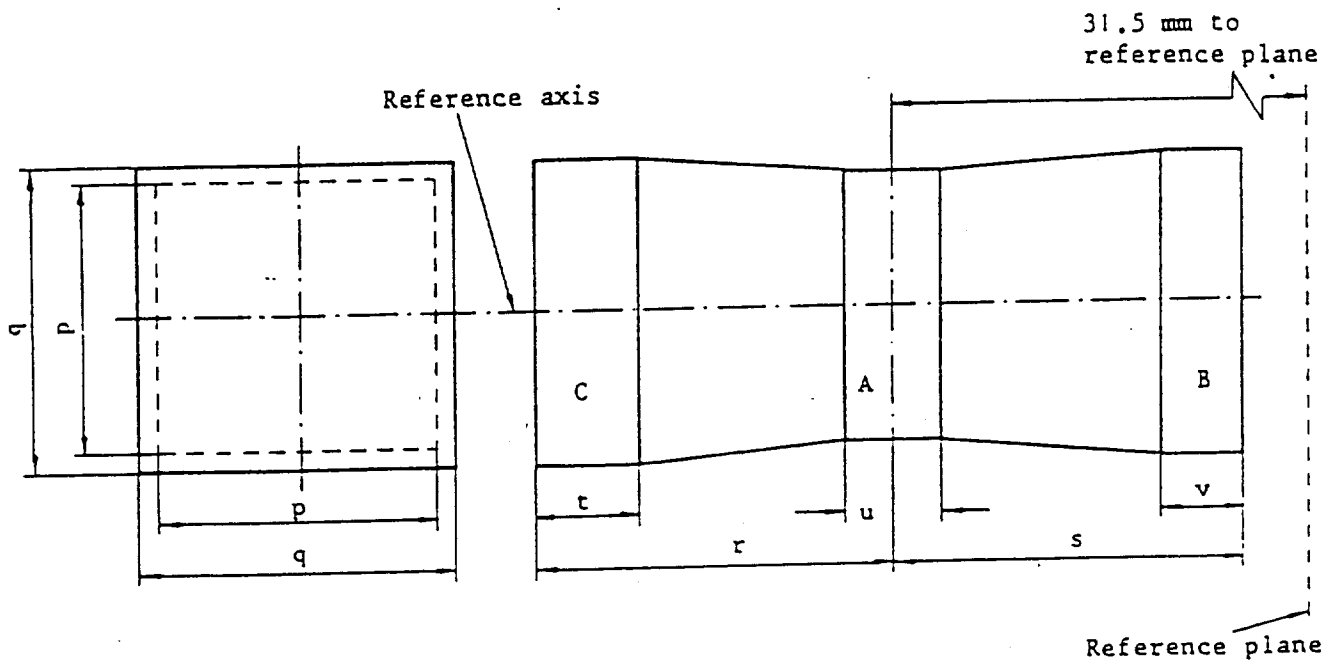 31.5 mm to
reference plane
Reference axis
q
p
C
A
B
p
t
u
v
q
r
s
Reference plane